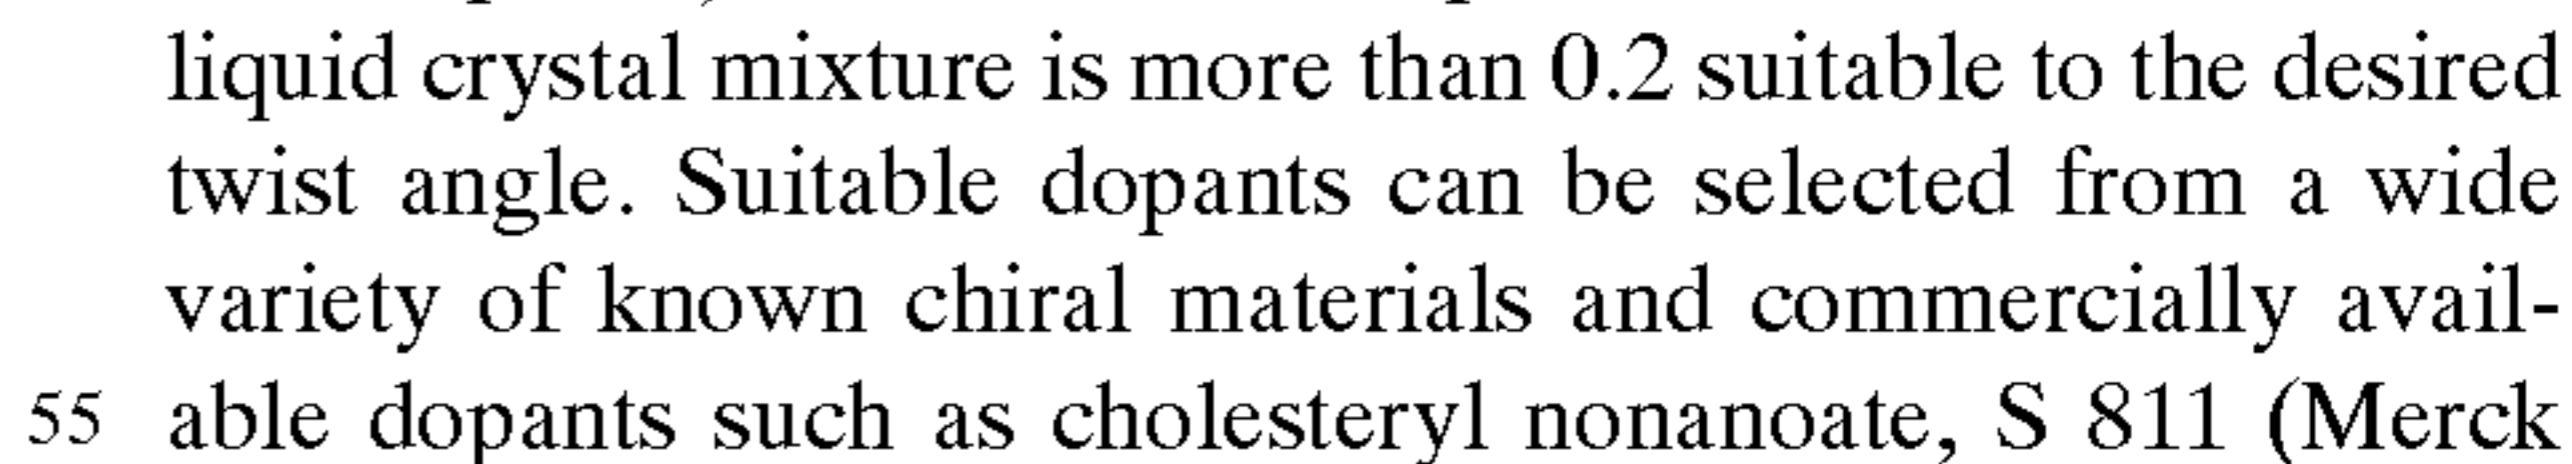 liquid crystal mixture is more than 0.2 suitable to the desired
twist angle. Suitable dopants can be selected from a wide
variety of known chiral materials and commercially avail-
55 able dopants such as cholesteryl nonanoate, S 811 (Merck